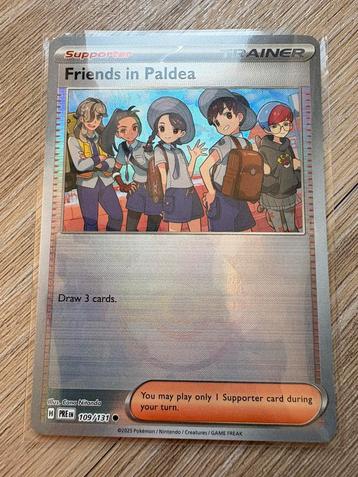 Supporter TRAINER
Friends in Paldea
Draw 3 cards.
Illus. Cona Nitanda
You may play only 1 Supporter card during
your turn.
H PRE EN 109/131
©2025 Pokémon / Nintendo / Creatures / GAME FREAK